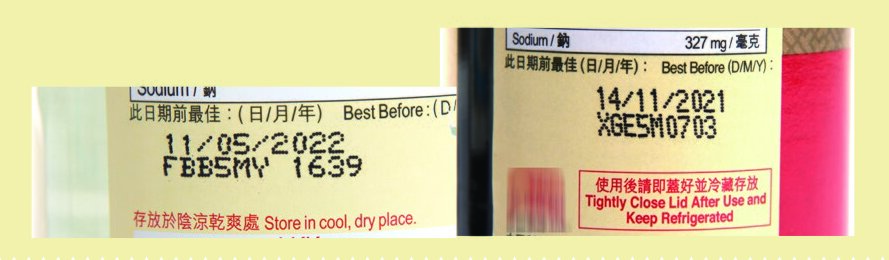 Sodium / 鈉
此日期前最佳：(日/月/年) Best Before : (D/
11/05/2022
FBB5MY 1639
存放於陰涼乾爽處 Store in cool, dry place.
Sodium / 鈉 327 mg / 毫克
此日期前最佳 (日/月/年)： Best Before (D/M/Y) :
14/11/2021
XGE5M0703
使用後請即蓋好並冷藏存放
Tightly Close Lid After Use and
Keep Refrigerated